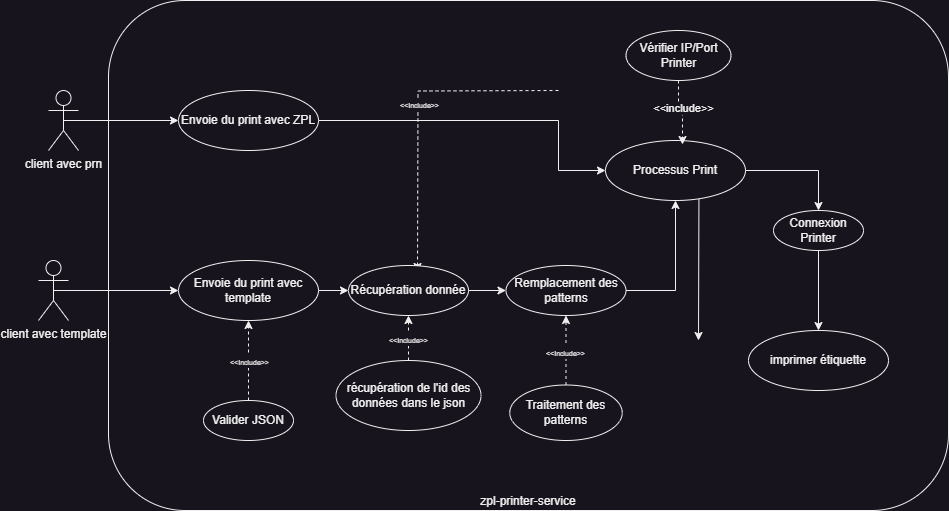 Vérifier IP/Port
Printer
<<include>>
<<include>>
Envoie du print avec ZPL
client avec prn
Processus Print
Connexion
Printer
Envoie du print avec
template
Récupération donnée
Remplacement des
patterns
client avec template
<<include>>
<<include>>
<<include>>
imprimer étiquette
récupération de l'id des
données dans le json
Traitement des
patterns
Valider JSON
zpl-printer-service